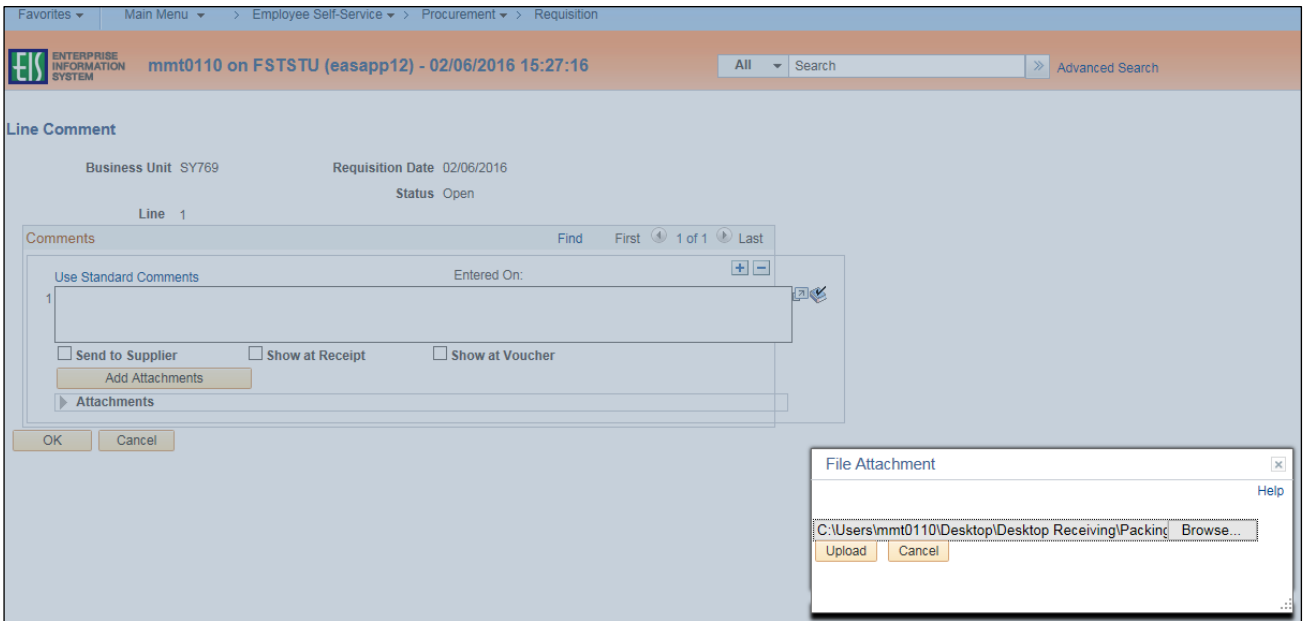 Favorites Main Menu > Employee Self-Service > Procurement > Requisition
EIS ENTERPRISE INFORMATION SYSTEM
mmt0110 on FSTSTU (easapp12) - 02/06/2016 15:27:16
All Search Advanced Search
Line Comment
Business Unit SY769 Requisition Date 02/06/2016
Status Open
Line 1
Comments Find First 1 of 1 Last
Use Standard Comments Entered On:
1
Send to Supplier Show at Receipt Show at Voucher
Add Attachments
Attachments
OK Cancel
File Attachment
Help
C:\Users\mmt0110\Desktop\Desktop Receiving\Packing Browse...
Upload Cancel